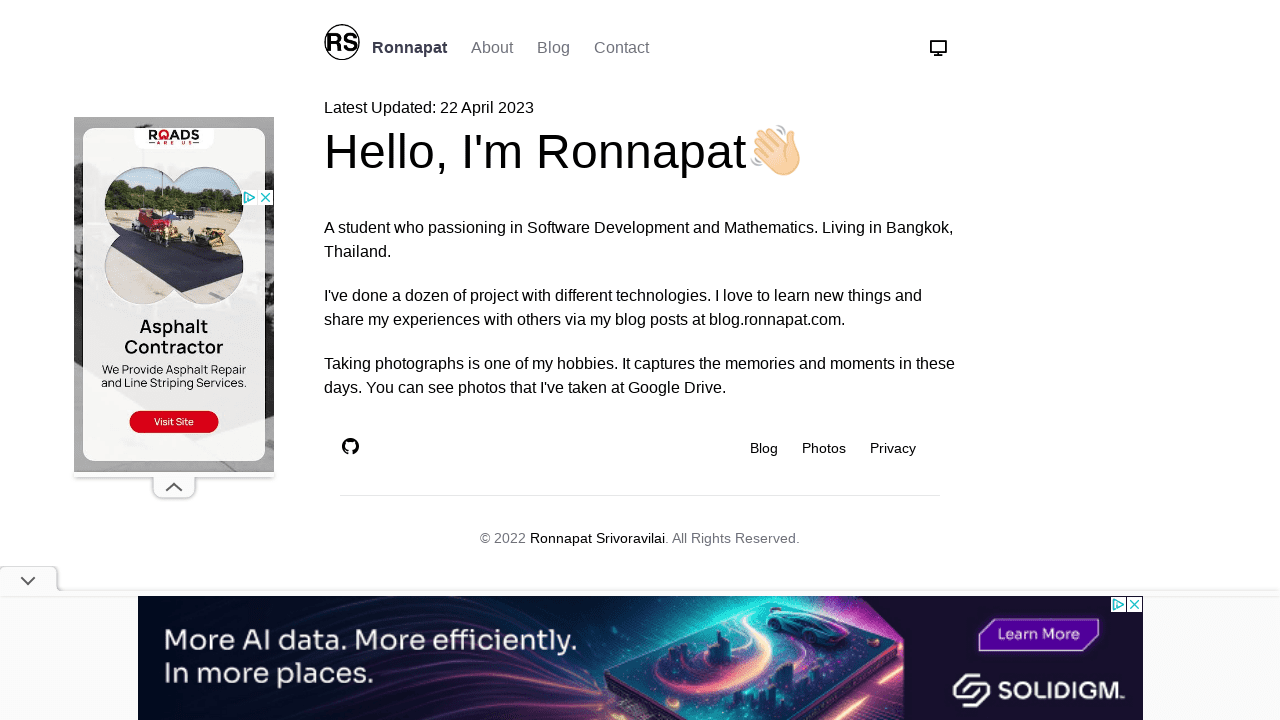 RS
Ronnapat About Blog Contact
Latest Updated: 22 April 2023
Hello, I'm Ronnapat👋🏻
A student who passioning in Software Development and Mathematics. Living in Bangkok,
Thailand.
I've done a dozen of project with different technologies. I love to learn new things and
share my experiences with others via my blog posts at blog.ronnapat.com.
Taking photographs is one of my hobbies. It captures the memories and moments in these
days. You can see photos that I've taken at Google Drive.
Blog Photos Privacy
© 2022 Ronnapat Srivoravilai. All Rights Reserved.
ROADS
ARE US
Asphalt
Contractor
We Provide Asphalt Repair
and Line Striping Services.
Visit Site
More AI data. More efficiently.
In more places.
Learn More
SOLIDIGM™